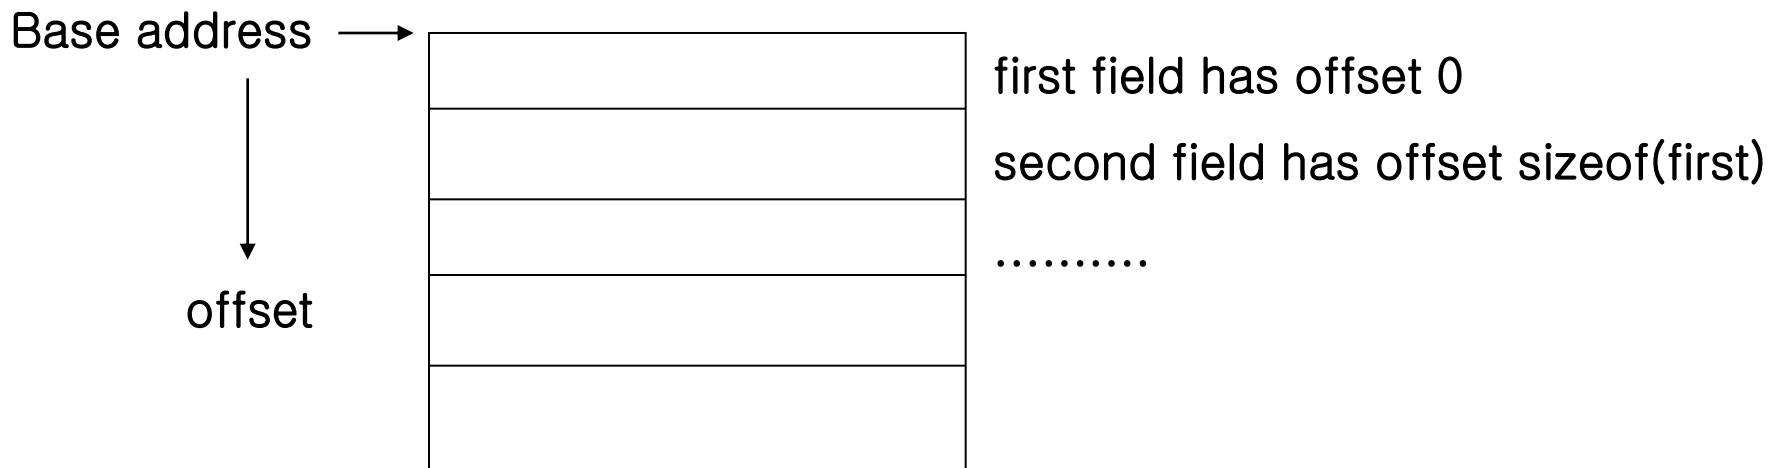 Base address
first field has offset 0
second field has offset sizeof(first)
..........
offset